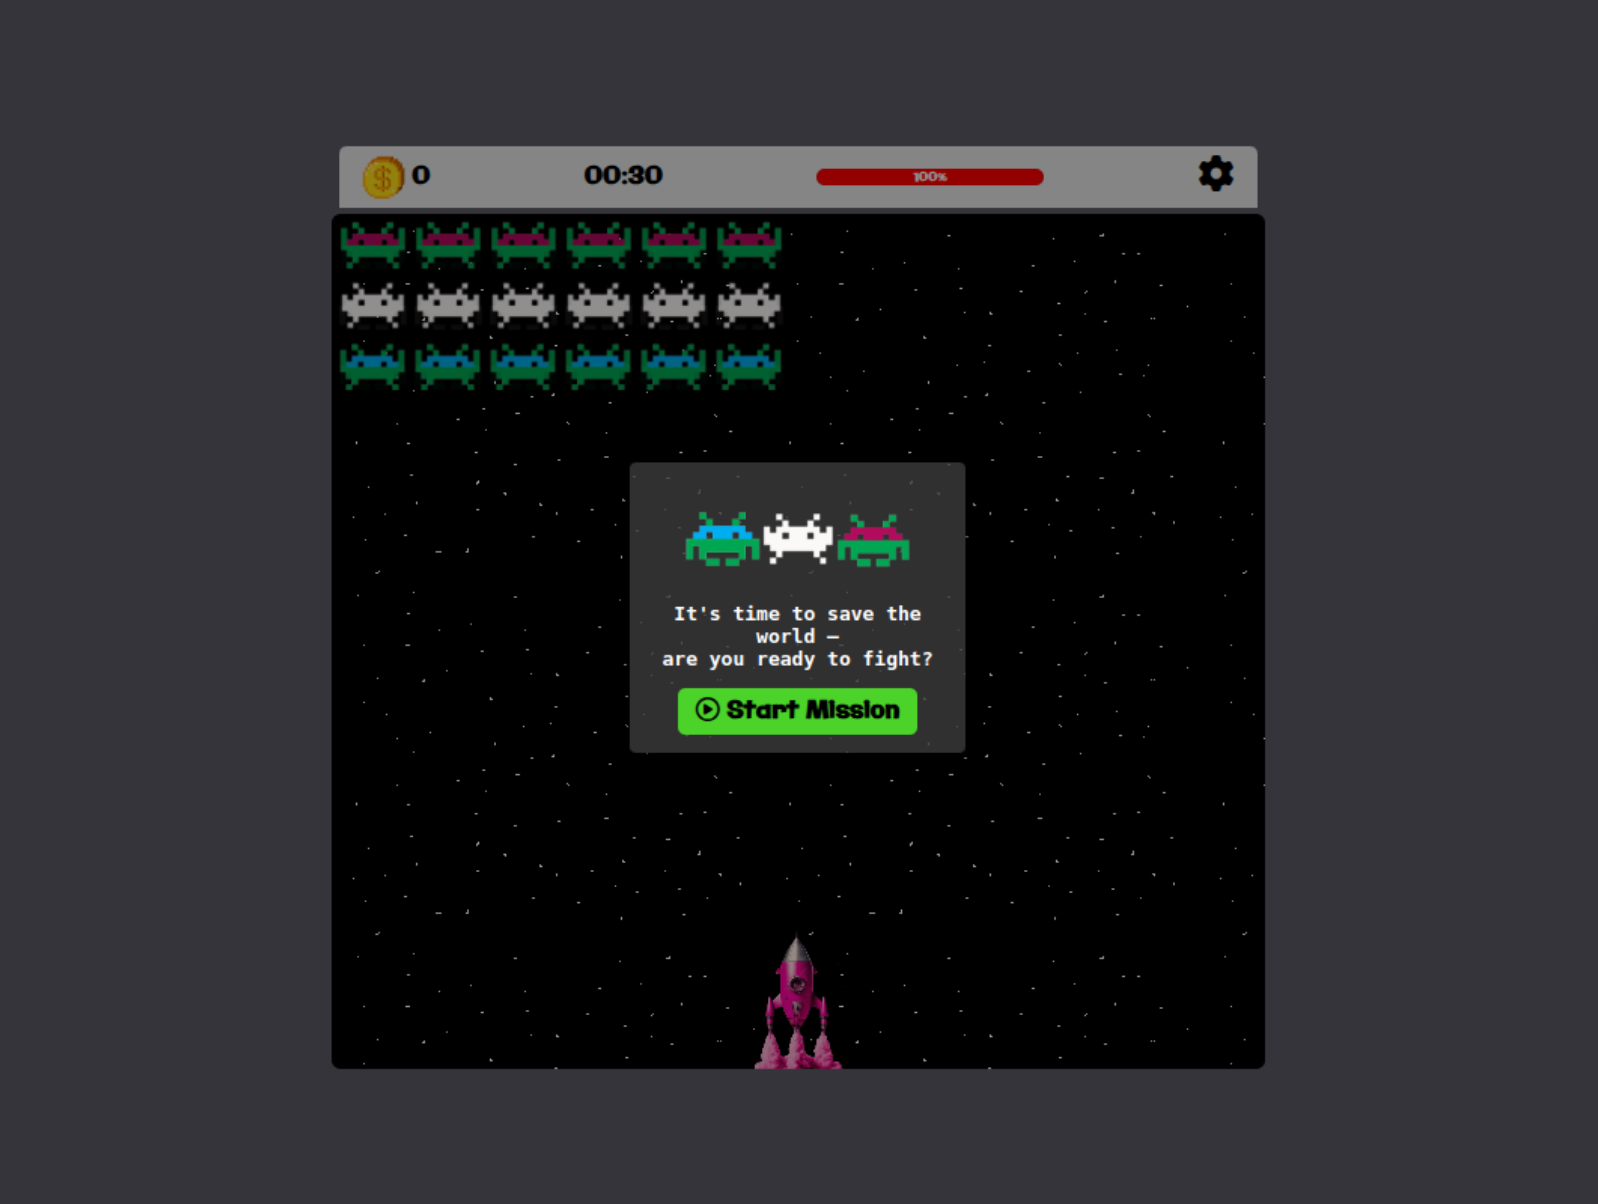 $ 0 00:30 100%
It's time to save the
world –
are you ready to fight?
Start Mission